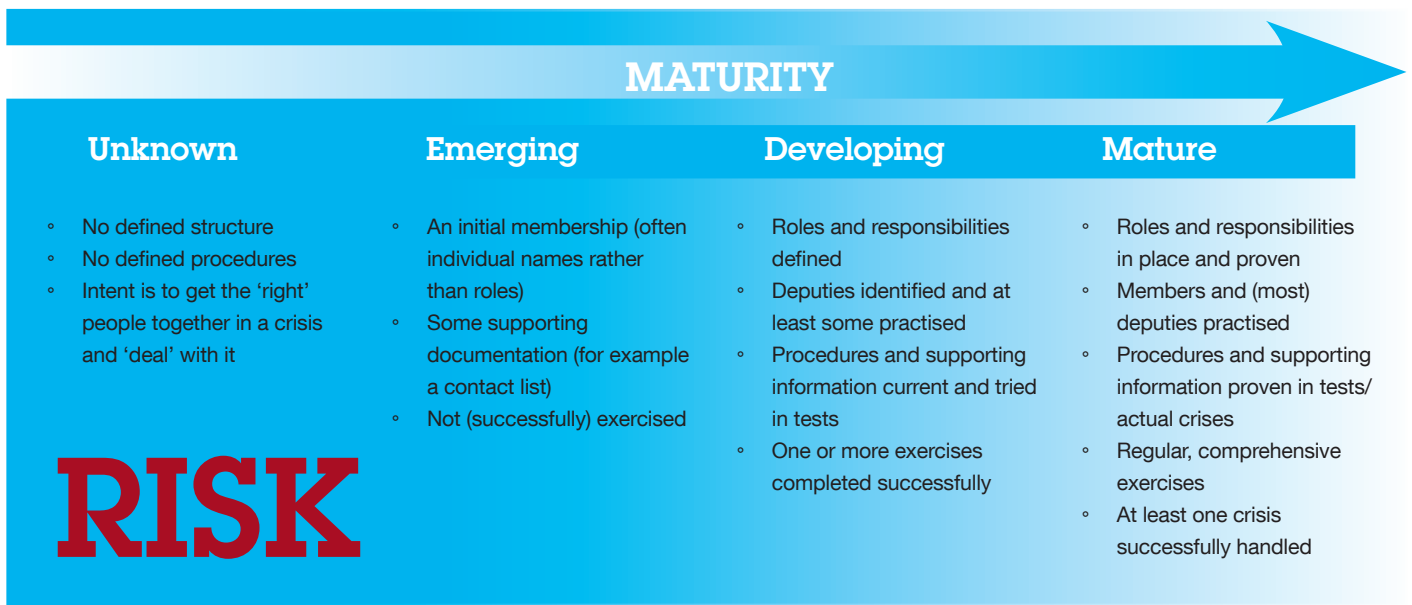 MATURITY
Unknown
◦ No defined structure
◦ No defined procedures
◦ Intent is to get the ‘right’
people together in a crisis
and ‘deal’ with it
RISK
Emerging
◦ An initial membership (often
individual names rather
than roles)
◦ Some supporting
documentation (for example
a contact list)
◦ Not (successfully) exercised
Developing
◦ Roles and responsibilities
defined
◦ Deputies identified and at
least some practised
◦ Procedures and supporting
information current and tried
in tests
◦ One or more exercises
completed successfully
Mature
◦ Roles and responsibilities
in place and proven
◦ Members and (most)
deputies practised
◦ Procedures and supporting
information proven in tests/
actual crises
◦ Regular, comprehensive
exercises
◦ At least one crisis
successfully handled